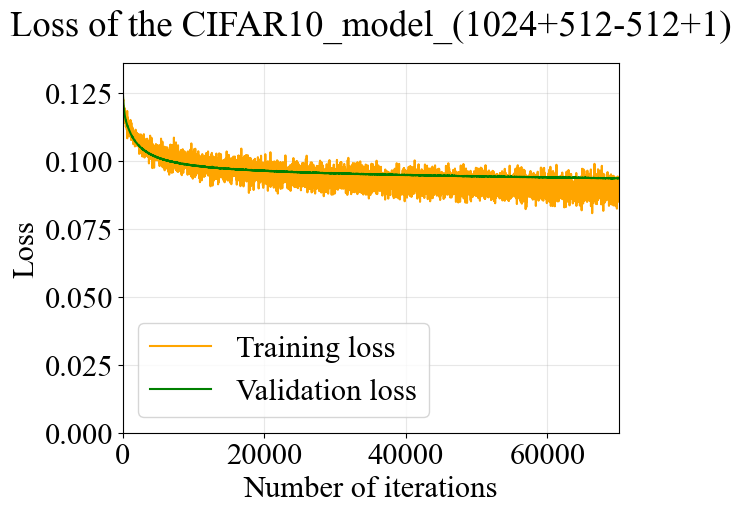 Loss of the CIFAR10_model_(1024+512-512+1)
0.125
0.100
0.075
0.050
0.025
0.000
Loss
Training loss
Validation loss
0 20000 40000 60000
Number of iterations